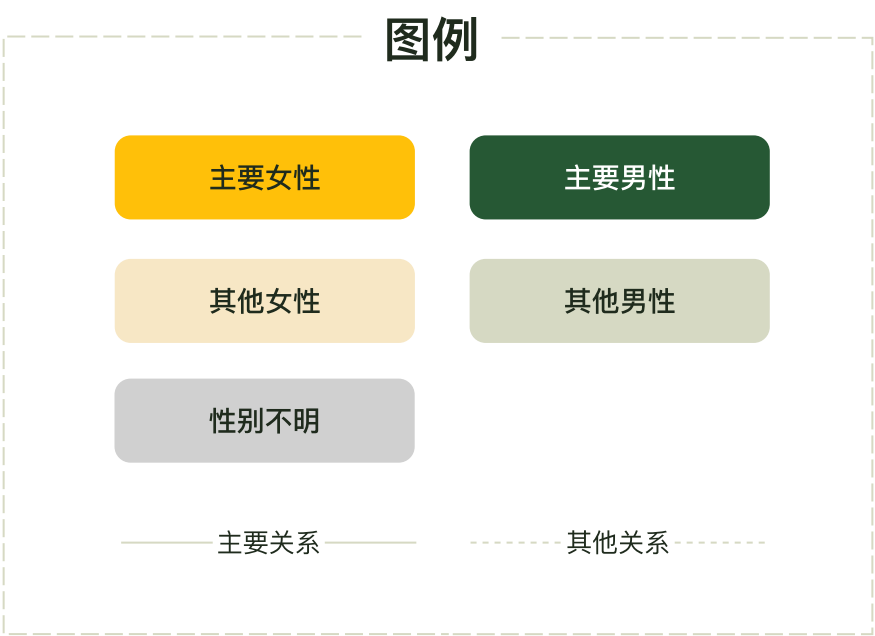 图例
主要女性
主要男性
其他女性
其他男性
性别不明
主要关系
其他关系